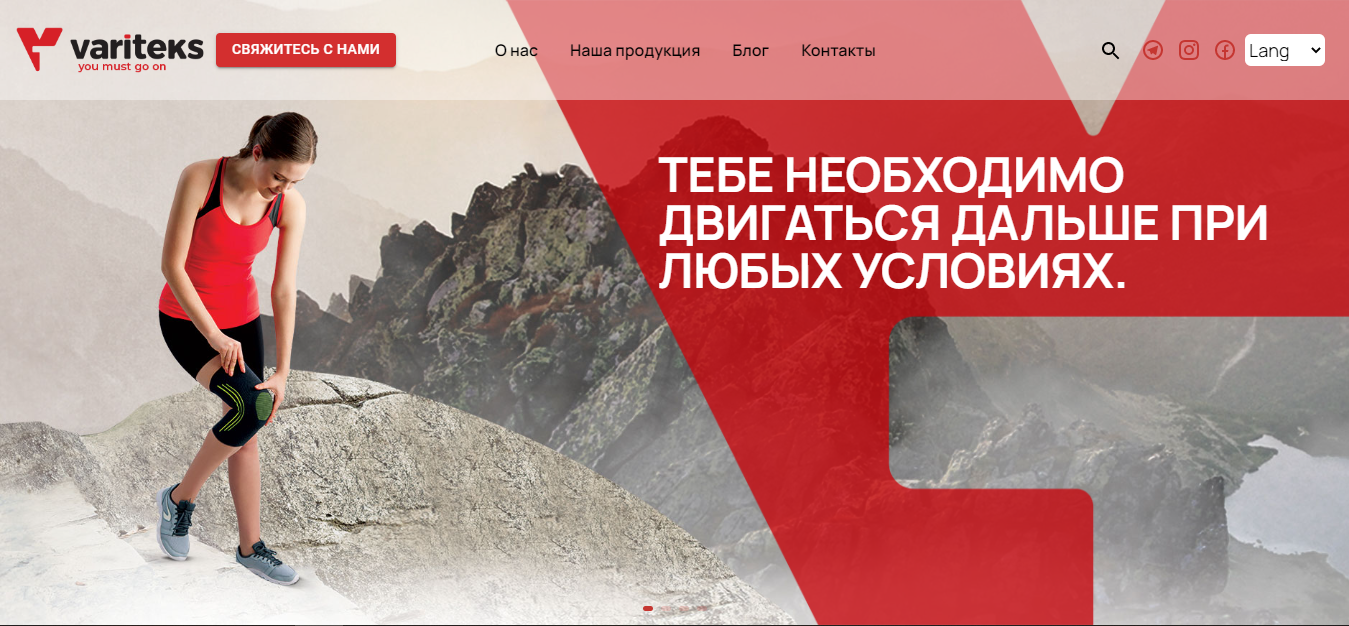 variteks
you must go on
СВЯЖИТЕСЬ С НАМИ
О нас
Наша продукция
Блог
Контакты
Lang
ТЕБЕ НЕОБХОДИМО
ДВИГАТЬСЯ ДАЛЬШЕ ПРИ
ЛЮБЫХ УСЛОВИЯХ.